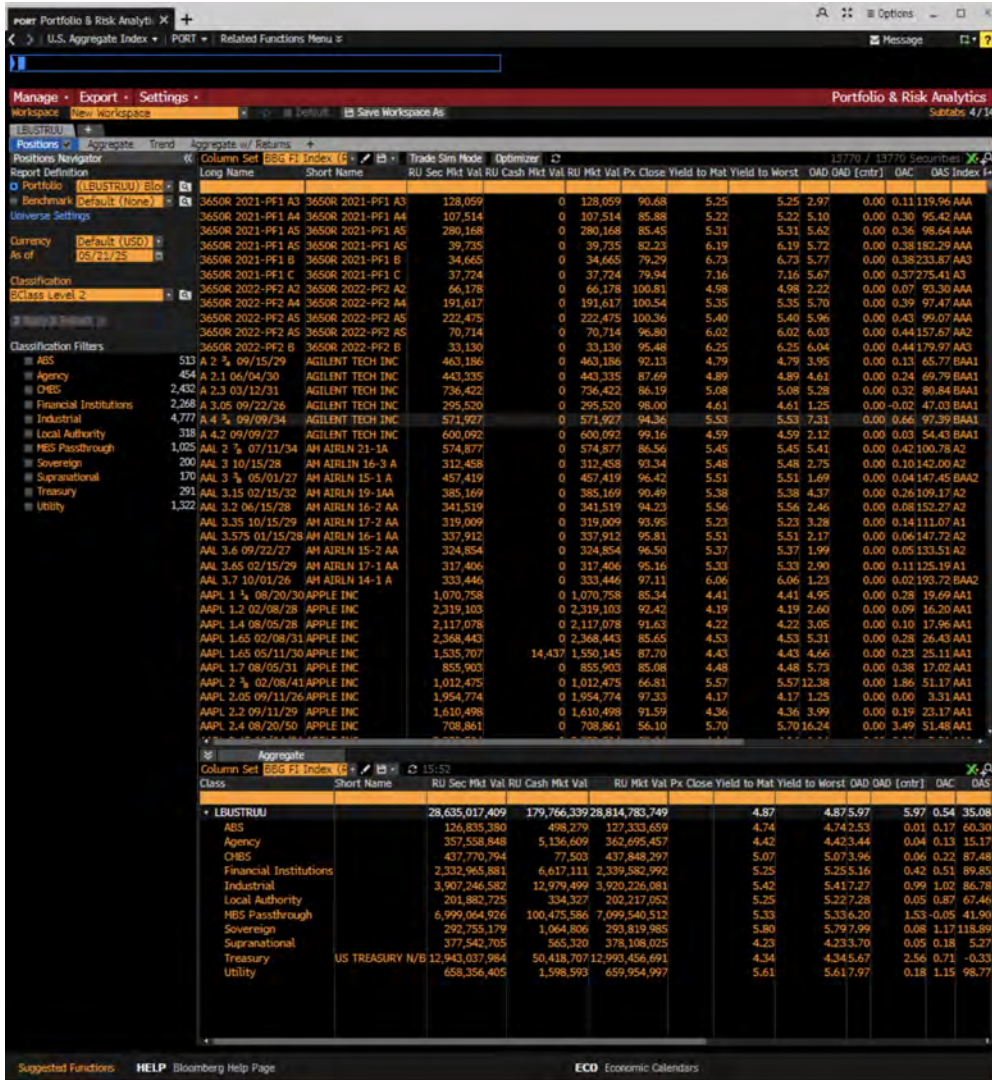 PORT Portfolio & Risk Analytic X +
Options
U.S. Aggregate Index PORT Related Functions Menu Message ?
Manage Export Settings Portfolio & Risk Analytics
Workspace New Workspace Default Save Workspace As Subtabs 4/14
LBUSTRUU +
Positions Aggregate Trend Aggregate w/ Returns +
Positions Navigator « Column Set BBG FI Index (R Trade Sim Mode Optimizer 13770 / 13770 Securities
Report Definition Long Name Short Name RU Sec Mkt Val RU Cash Mkt Val RU Mkt Val Px Close Yield to Mat Yield to Worst OAD OAD [cntr] OAC OAS Index
Portfolio (LBUSTRUU) Bloo
Benchmark Default (None)
Universe Settings
Currency Default (USD)
As of 05/21/25
Classification
BClass Level 2
Classification Filters
ABS 513
Agency 454
CMBS 2,432
Financial Institutions 2,268
Industrial 4,777
Local Authority 318
MBS Passthrough 1,025
Sovereign 200
Supranational 170
Treasury 291
Utility 1,322
3650R 2021-PF1 A3 3650R 2021-PF1 A3 128,059 0 128,059 90.68 5.25 5.25 2.97 0.00 0.11 119.96 AAA
3650R 2021-PF1 A4 3650R 2021-PF1 A4 107,514 0 107,514 85.88 5.22 5.22 5.10 0.00 0.30 95.42 AAA
3650R 2021-PF1 A5 3650R 2021-PF1 A5 280,168 0 280,168 85.45 5.31 5.31 5.62 0.00 0.36 98.64 AAA
3650R 2021-PF1 AS 3650R 2021-PF1 AS 39,735 0 39,735 82.23 6.19 6.19 5.72 0.00 0.38 182.29 AAA
3650R 2021-PF1 B 3650R 2021-PF1 B 34,665 0 34,665 79.29 6.73 6.73 5.77 0.00 0.38 233.87 AA3
3650R 2021-PF1 C 3650R 2021-PF1 C 37,724 0 37,724 79.94 7.16 7.16 5.67 0.00 0.37 275.41 A3
3650R 2022-PF2 A2 3650R 2022-PF2 A2 66,178 0 66,178 100.81 4.98 4.98 2.22 0.00 0.07 93.30 AAA
3650R 2022-PF2 A4 3650R 2022-PF2 A4 191,617 0 191,617 100.54 5.35 5.35 5.70 0.00 0.39 97.47 AAA
3650R 2022-PF2 A5 3650R 2022-PF2 A5 222,475 0 222,475 100.36 5.40 5.40 5.96 0.00 0.43 99.07 AAA
3650R 2022-PF2 AS 3650R 2022-PF2 AS 70,714 0 70,714 96.80 6.02 6.02 6.03 0.00 0.44 157.67 AA2
3650R 2022-PF2 B 3650R 2022-PF2 B 33,130 0 33,130 95.48 6.25 6.25 6.04 0.00 0.44 179.97 AA3
A 2 ¾ 09/15/29 AGILENT TECH INC 463,186 0 463,186 92.13 4.79 4.79 3.95 0.00 0.13 65.77 BAA1
A 2.1 06/04/30 AGILENT TECH INC 443,335 0 443,335 87.69 4.89 4.89 4.61 0.00 0.24 69.79 BAA1
A 2.3 03/12/31 AGILENT TECH INC 736,422 0 736,422 86.19 5.08 5.08 5.28 0.00 0.32 80.84 BAA1
A 3.05 09/22/26 AGILENT TECH INC 295,520 0 295,520 98.00 4.61 4.61 1.25 0.00 -0.02 47.03 BAA1
A 4 ¾ 09/09/34 AGILENT TECH INC 571,927 0 571,927 94.36 5.53 5.53 7.31 0.00 0.66 97.39 BAA1
A 4.2 09/09/27 AGILENT TECH INC 600,092 0 600,092 99.16 4.59 4.59 2.12 0.00 0.03 54.43 BAA1
AAL 2 ⅞ 07/11/34 AM AIRLN 21-1A 574,877 0 574,877 86.56 5.45 5.45 5.41 0.00 0.42 100.78 A2
AAL 3 10/15/28 AM AIRLIN 16-3 A 312,458 0 312,458 93.34 5.48 5.48 2.75 0.00 0.10 142.00 A2
AAL 3 ⅜ 05/01/27 AM AIRLN 15-1 A 457,419 0 457,419 96.42 5.51 5.51 1.69 0.00 0.04 147.45 BAA2
AAL 3.15 02/15/32 AM AIRLN 19-1AA 385,169 0 385,169 90.49 5.38 5.38 4.37 0.00 0.26 109.17 A2
AAL 3.2 06/15/28 AM AIRLN 16-2 AA 341,519 0 341,519 94.23 5.56 5.56 2.46 0.00 0.08 152.27 A2
AAL 3.35 10/15/29 AM AIRLN 17-2 AA 319,009 0 319,009 93.95 5.23 5.23 3.28 0.00 0.14 111.07 A1
AAL 3.575 01/15/28 AM AIRLN 16-1 AA 337,912 0 337,912 95.81 5.51 5.51 2.17 0.00 0.06 147.72 A2
AAL 3.6 09/22/27 AM AIRLN 15-2 AA 324,854 0 324,854 96.50 5.37 5.37 1.99 0.00 0.05 133.51 A2
AAL 3.65 02/15/29 AM AIRLN 17-1 AA 317,406 0 317,406 95.16 5.33 5.33 2.90 0.00 0.11 125.19 A1
AAL 3.7 10/01/26 AM AIRLN 14-1 A 333,446 0 333,446 97.11 6.06 6.06 1.23 0.00 0.02 193.72 BAA2
AAPL 1 ¼ 08/20/30 APPLE INC 1,070,758 0 1,070,758 85.34 4.41 4.41 4.95 0.00 0.28 19.69 AA1
AAPL 1.2 02/08/28 APPLE INC 2,319,103 0 2,319,103 92.42 4.19 4.19 2.60 0.00 0.09 16.20 AA1
AAPL 1.4 08/05/28 APPLE INC 2,117,078 0 2,117,078 91.63 4.22 4.22 3.05 0.00 0.10 17.96 AA1
AAPL 1.65 02/08/31 APPLE INC 2,368,443 0 2,368,443 85.65 4.53 4.53 5.31 0.00 0.28 26.43 AA1
AAPL 1.65 05/11/30 APPLE INC 1,535,707 14,437 1,550,145 87.70 4.43 4.43 4.66 0.00 0.23 25.11 AA1
AAPL 1.7 08/05/31 APPLE INC 855,903 0 855,903 85.08 4.48 4.48 5.73 0.00 0.38 17.02 AA1
AAPL 2 ⅜ 02/08/41 APPLE INC 1,012,475 0 1,012,475 66.81 5.57 5.57 12.38 0.00 1.86 51.17 AA1
AAPL 2.05 09/11/26 APPLE INC 1,954,774 0 1,954,774 97.33 4.17 4.17 1.25 0.00 0.00 3.31 AA1
AAPL 2.2 09/11/29 APPLE INC 1,610,498 0 1,610,498 91.59 4.36 4.36 3.99 0.00 0.19 23.17 AA1
AAPL 2.4 08/20/50 APPLE INC 708,861 0 708,861 56.10 5.70 5.70 16.24 0.00 3.49 51.48 AA1
Aggregate
Column Set BBG FI Index (R 15:52
Class Short Name RU Sec Mkt Val RU Cash Mkt Val RU Mkt Val Px Close Yield to Mat Yield to Worst OAD OAD [cntr] OAC OAS
LBUSTRUU 28,635,017,409 179,766,339 28,814,783,749 4.87 4.87 5.97 5.97 0.54 35.08
ABS 126,835,380 498,279 127,333,659 4.74 4.74 2.53 0.01 0.17 60.30
Agency 357,558,848 5,136,609 362,695,457 4.42 4.42 3.44 0.04 0.13 15.17
CMBS 437,770,794 77,503 437,848,297 5.07 5.07 3.96 0.06 0.22 87.48
Financial Institutions 2,332,965,881 6,617,111 2,339,582,992 5.25 5.25 5.16 0.42 0.51 89.85
Industrial 3,907,246,582 12,979,499 3,920,226,081 5.42 5.41 7.27 0.99 1.02 86.78
Local Authority 201,882,725 334,327 202,217,052 5.25 5.22 7.28 0.05 0.87 67.46
MBS Passthrough 6,999,064,926 100,475,586 7,099,540,512 5.33 5.33 6.20 1.53 -0.05 41.90
Sovereign 292,755,179 1,064,806 293,819,985 5.80 5.79 7.99 0.08 1.17 118.89
Supranational 377,542,705 565,320 378,108,025 4.23 4.23 3.70 0.05 0.18 5.27
Treasury US TREASURY N/B 12,943,037,984 50,418,707 12,993,456,691 4.34 4.34 5.67 2.56 0.71 -0.33
Utility 658,356,405 1,598,593 659,954,997 5.61 5.61 7.97 0.18 1.15 98.77
Suggested Functions HELP Bloomberg Help Page ECO Economic Calendars